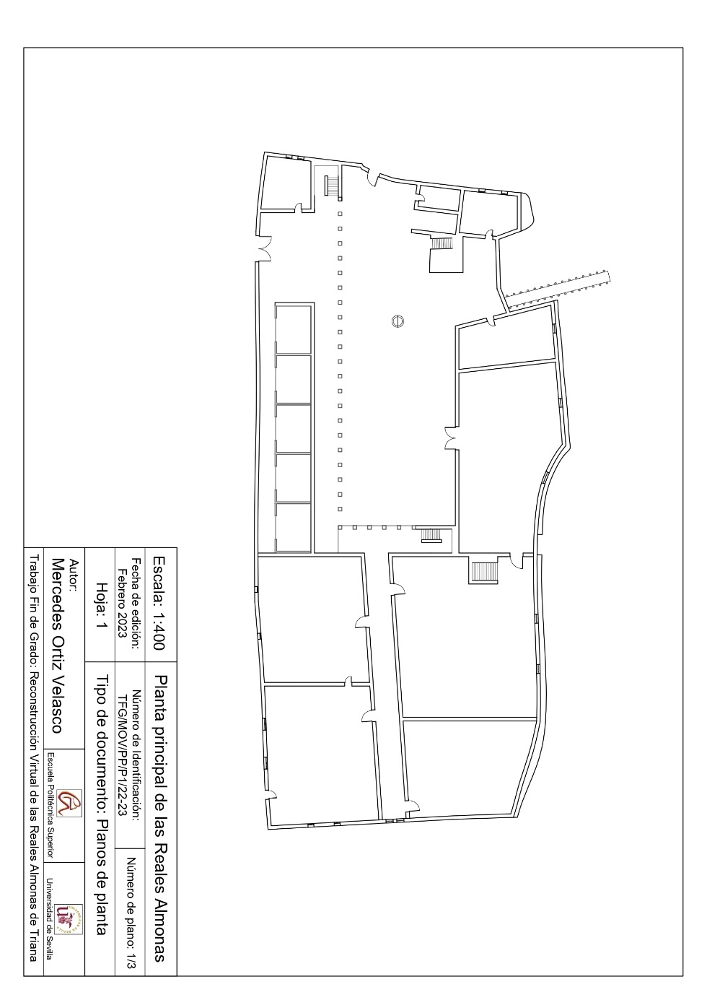 Escala: 1:400
Planta principal de las Reales Almonas
Fecha de edición:
Febrero 2023
Número de Identificación:
TFG/MOV/PP/P1/22-23
Número de plano: 1/3
Hoja: 1
Tipo de documento: Planos de planta
Autor:
Mercedes Ortiz Velasco
Escuela Politécnica Superior
Universidad de Sevilla
Trabajo Fin de Grado: Reconstrucción Virtual de las Reales Almonas de Triana